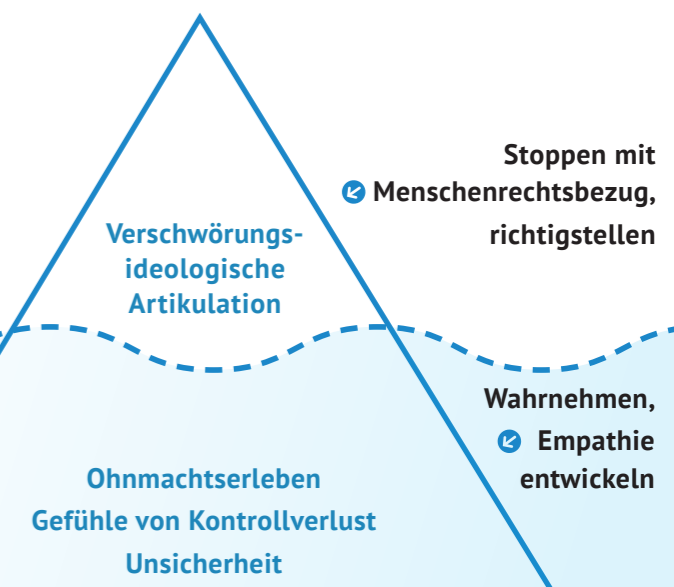 Stoppen mit
Menschenrechtsbezug,
richtigstellen
Verschwörungs-
ideologische
Artikulation
Wahrnehmen,
Empathie
entwickeln
Ohnmachtserleben
Gefühle von Kontrollverlust
Unsicherheit